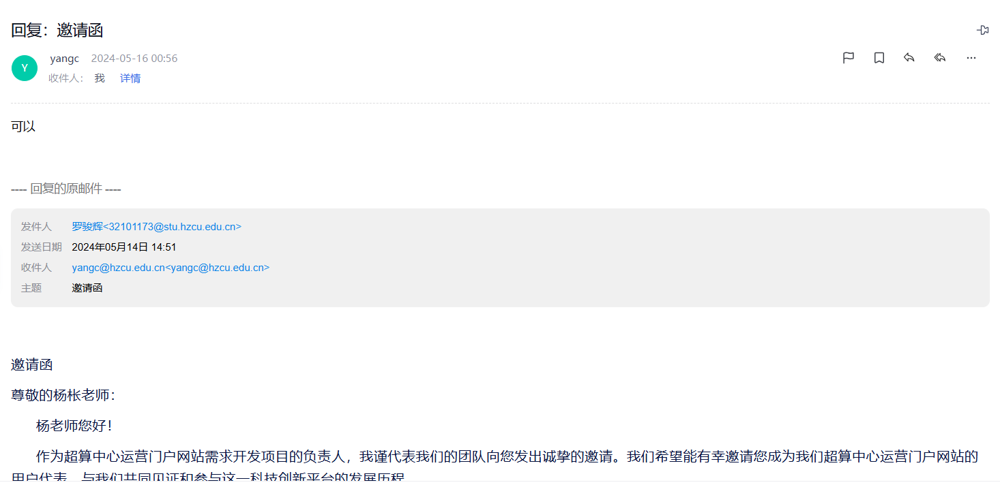 回复：邀请函
Y
yangc 2024-05-16 00:56
收件人： 我 详情
可以
---- 回复的原邮件 ----
发件人 罗骏辉<32101173@stu.hzcu.edu.cn>
发送日期 2024年05月14日 14:51
收件人 yangc@hzcu.edu.cn<yangc@hzcu.edu.cn>
主题 邀请函
邀请函
尊敬的杨枨老师：
杨老师您好！
作为超算中心运营门户网站需求开发项目的负责人，我谨代表我们的团队向您发出诚挚的邀请。我们希望能有幸邀请您成为我们超算中心运营门户网站的
用户代表，与我们共同见证和参与这一科技创新平台的发展历程。